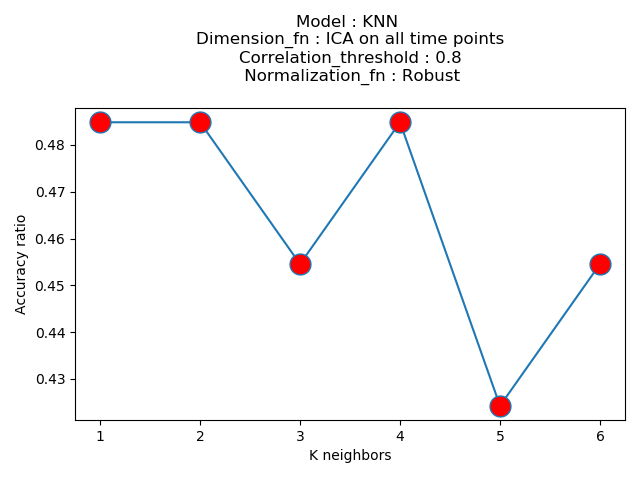 Model : KNN
Dimension_fn : ICA on all time points
Correlation_threshold : 0.8
Normalization_fn : Robust
0.48
0.47
0.46
0.45
0.44
0.43
Accuracy ratio
1 2 3 4 5 6
K neighbors